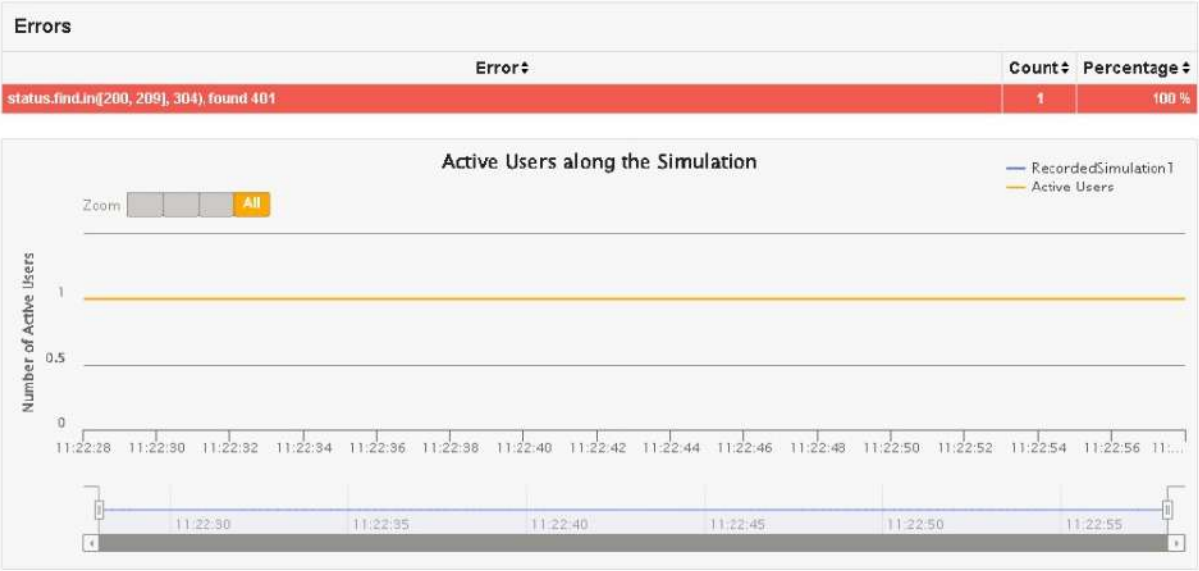 Errors
Error Count Percentage
status.find.in([200, 209], 304), found 401 1 100 %
Active Users along the Simulation
RecordedSimulation1
Active Users
Zoom All
Number of Active Users
1
0.5
0
11:22:28 11:22:30 11:22:32 11:22:34 11:22:36 11:22:38 11:22:40 11:22:42 11:22:44 11:22:46 11:22:48 11:22:50 11:22:52 11:22:54 11:22:56 11:...
11:22:30 11:22:35 11:22:40 11:22:45 11:22:50 11:22:55